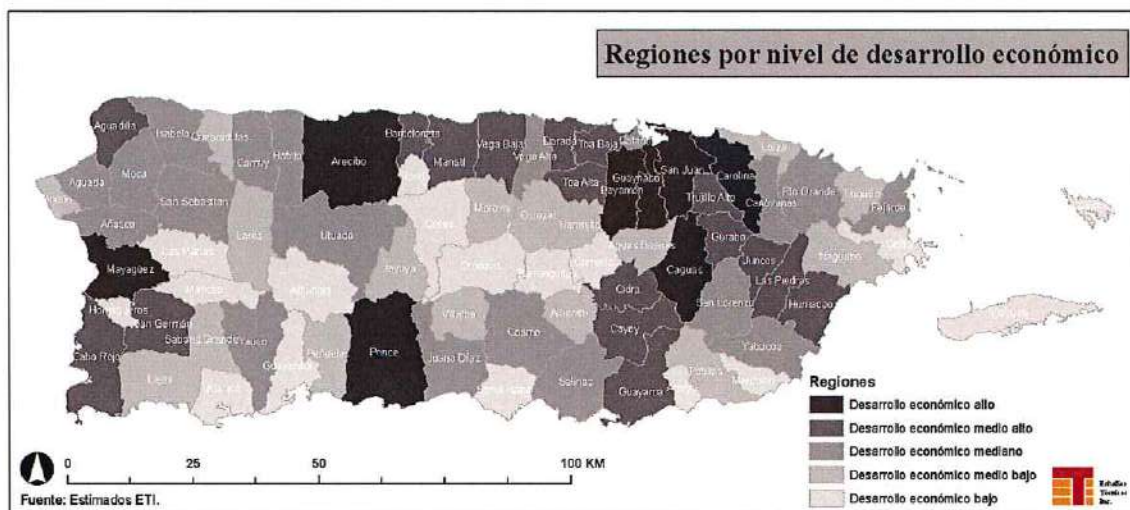 Regiones por nivel de desarrollo económico
Aguadilla
Isabela
Quebradillas
Camuy
Hatillo
Arecibo
Barceloneta
Manatí
Vega Baja
Vega Alta
Dorado
Toa Baja
Toa Alta
Cataño
Guaynabo
Bayamón
San Juan
Carolina
Trujillo Alto
Loíza
Canóvanas
Río Grande
Luquillo
Fajardo
Aguada
Moca
San Sebastián
Añasco
Lares
Utuado
Ciales
Morovis
Corozal
Naranjito
Aguas Buenas
Gurabo
Caguas
Juncos
Las Piedras
Naguabo
Ceiba
Mayagüez
Las Marías
Maricao
Adjuntas
Jayuya
Orocovis
Barranquitas
Comerío
Cidra
San Lorenzo
Humacao
Hormigueros
San Germán
Sabana Grande
Yauco
Peñuelas
Ponce
Villalba
Coamo
Aibonito
Cayey
Yabucoa
Cabo Rojo
Lajas
Guayanilla
Juana Díaz
Salinas
Guayama
Patillas
Maunabo
Regiones
Desarrollo económico alto
Desarrollo económico medio alto
Desarrollo económico mediano
Desarrollo económico medio bajo
Desarrollo económico bajo
0 25 50 100 KM
Fuente: Estimados ETI.
Estudios
Técnicos
Inc.